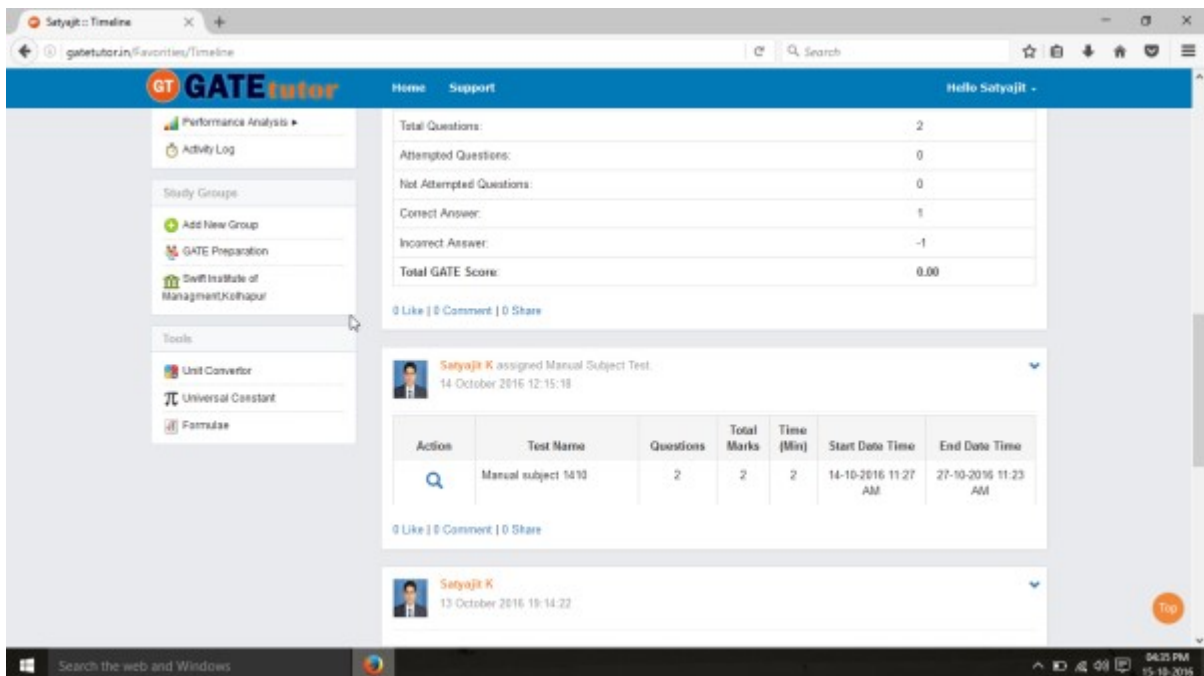 Satyajit :: Timeline
gatetutor.in/Favorities/Timeline
Search
GT GATEtutor
Home Support
Hello Satyajit
Performance Analysis
Activity Log
Study Groups
Add New Group
GATE Preparation
Swift Institute of
Managment,Kolhapur
Tools
Unit Convertor
Universal Constant
Formulae
Total Questions: 2
Attempted Questions: 0
Not Attempted Questions: 0
Correct Answer: 1
Incorrect Answer: -1
Total GATE Score: 0.00
0 Like | 0 Comment | 0 Share
Satyajit K assigned Manual Subject Test.
14 October 2016 12:15:18
Action Test Name Questions Total Marks Time (Min) Start Date Time End Date Time
Manual subject 1410 2 2 2 14-10-2016 11:27 AM 27-10-2016 11:23 AM
0 Like | 0 Comment | 0 Share
Satyajit K
13 October 2016 19:14:22
Top
Search the web and Windows
04:35 PM
15-10-2016